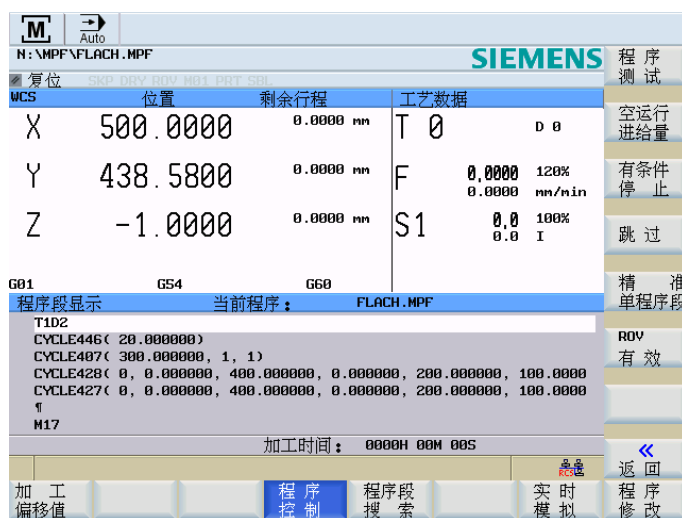 M
Auto
N:\MPF\FLACH.MPF
SIEMENS
复位 SKP DRY ROV M01 PRT SBL
WCS 位置 剩余行程 工艺数据
X 500.0000 0.0000 mm T 0 D 0
Y 438.5800 0.0000 mm F 0.0000 120%
0.0000 mm/min
Z -1.0000 0.0000 mm S1 0.0 100%
0.0 I
G01 G54 G60
程序段显示 当前程序： FLACH.MPF
T1D2
CYCLE446( 20.000000)
CYCLE407( 300.000000, 1, 1)
CYCLE428( 0, 0.000000, 400.000000, 0.000000, 200.000000, 100.0000
CYCLE427( 0, 0.000000, 400.000000, 0.000000, 200.000000, 100.0000
¶
M17
加工时间： 0000H 00M 00S
RCS
程序
测试
空运行
进给量
有条件
停止
跳过
精准
单程序段
ROV
有效
«
返回
加工
偏移值
程序
控制
程序段
搜索
实时
模拟
程序
修改